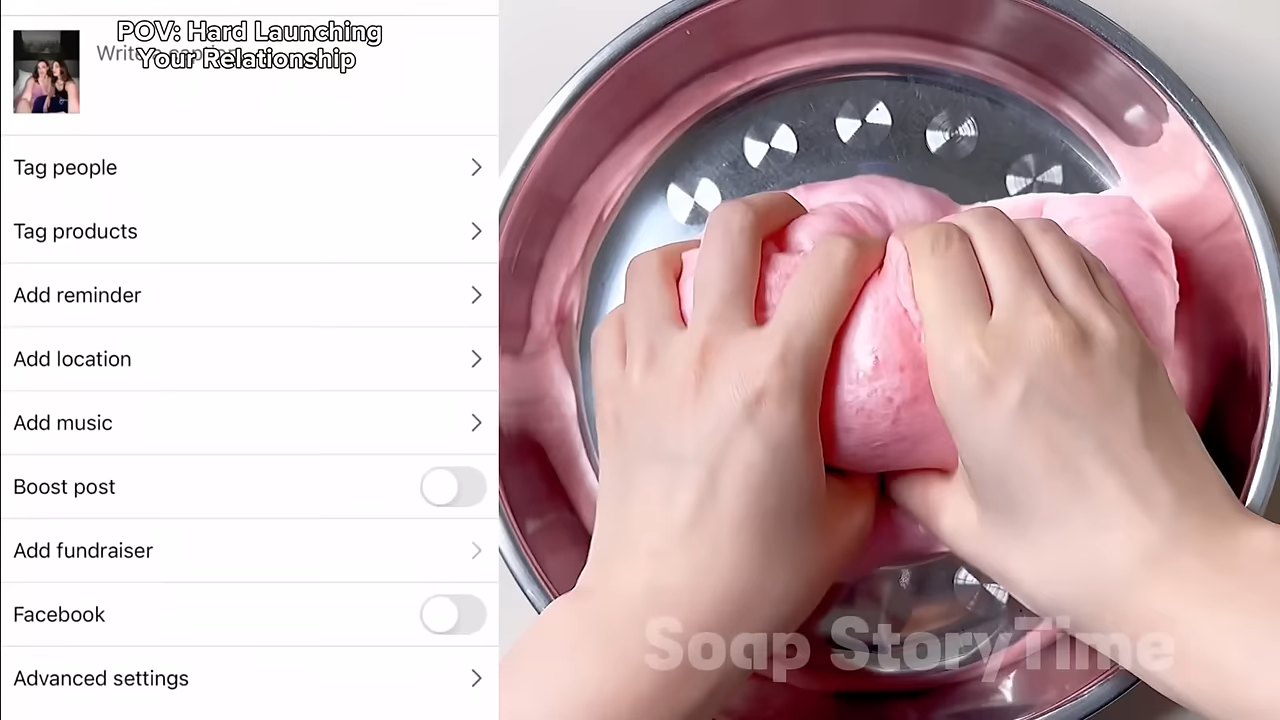 POV: Hard Launching
Your Relationship
Tag people
Tag products
Add reminder
Add location
Add music
Boost post
Add fundraiser
Facebook
Advanced settings
Soap StoryTime